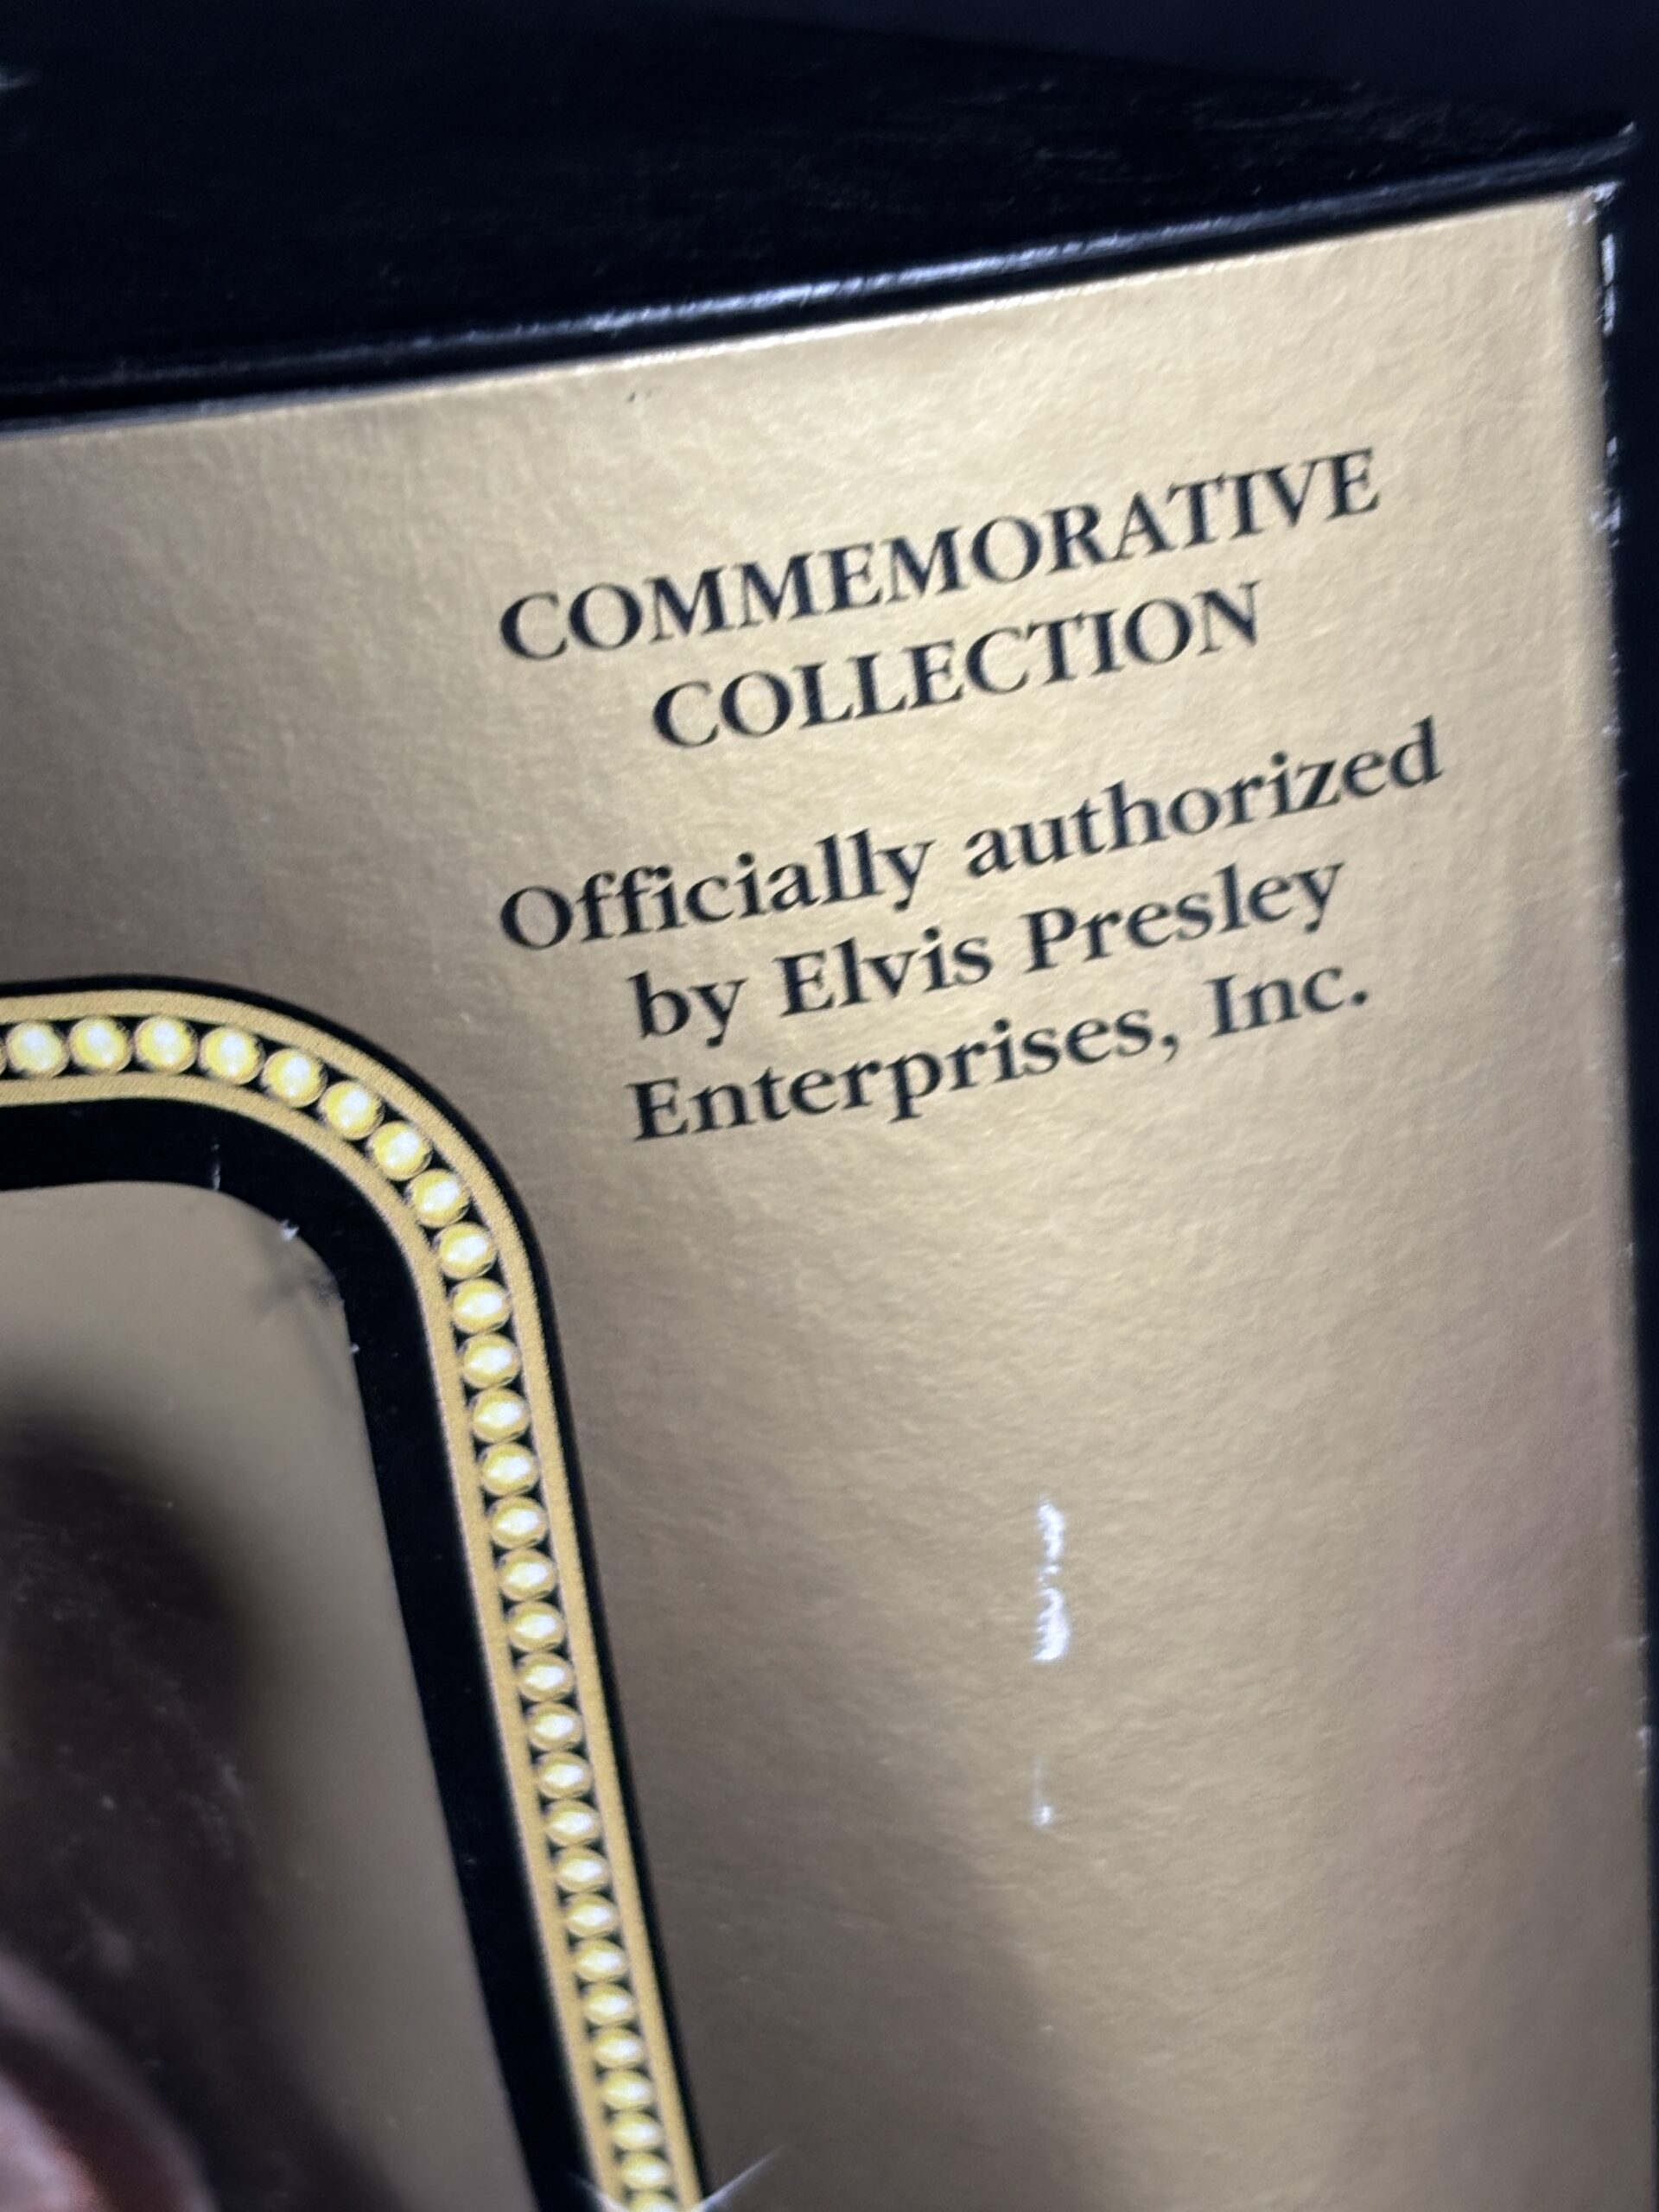 COMMEMORATIVE
COLLECTION
Officially authorized
by Elvis Presley
Enterprises, Inc.